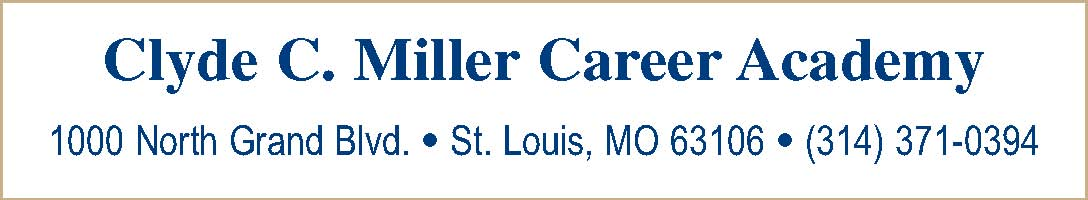 Clyde C. Miller Career Academy
1000 North Grand Blvd. • St. Louis, MO 63106 • (314) 371-0394